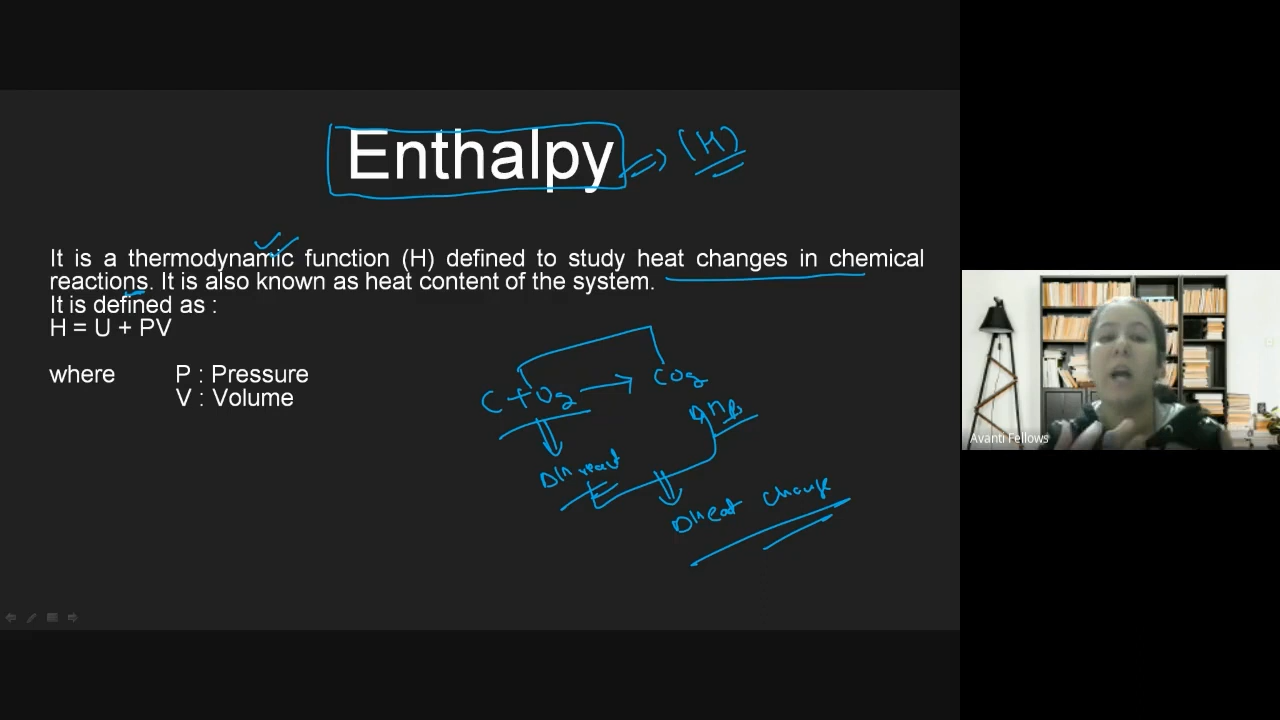 Enthalpy
(H)
It is a thermodynamic function (H) defined to study heat changes in chemical
reactions. It is also known as heat content of the system.
It is defined as :
H = U + PV
where P : Pressure
V : Volume
C + O2 → CO2
change
Avanti Fellows